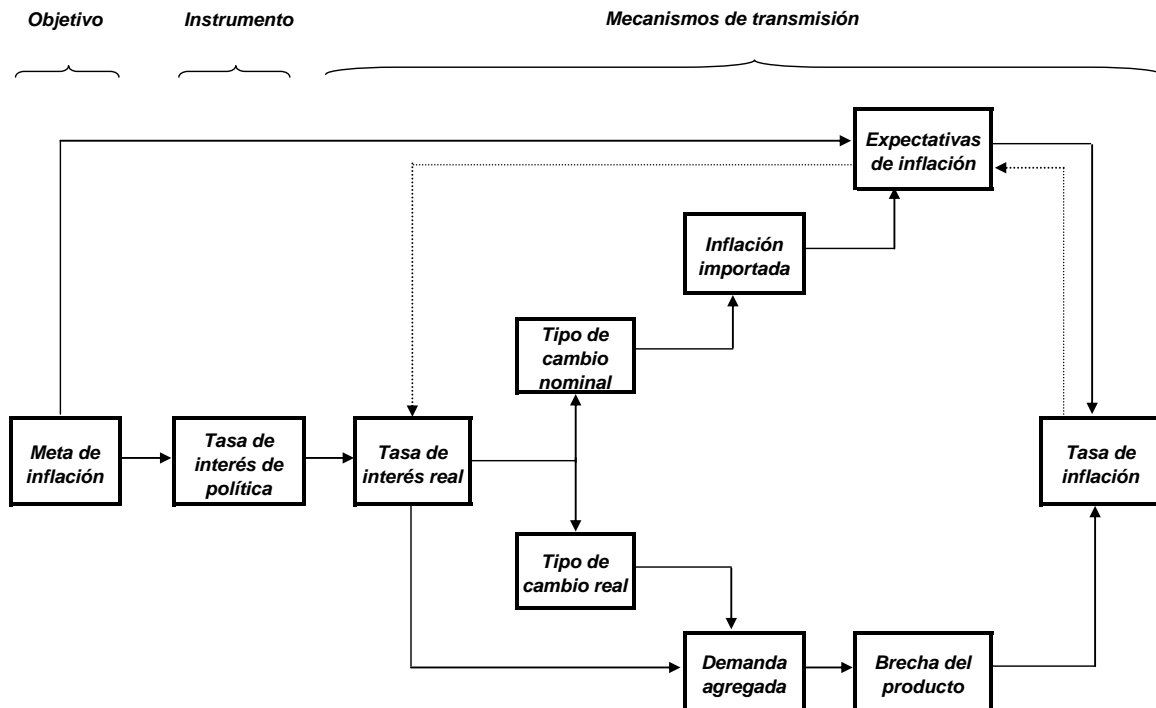 Objetivo
Instrumento
Mecanismos de transmisión
Expectativas
de inflación
Inflación
importada
Tipo de
cambio
nominal
Meta de
inflación
Tasa de
interés de
política
Tasa de
interés real
Tasa de
inflación
Tipo de
cambio real
Demanda
agregada
Brecha del
producto